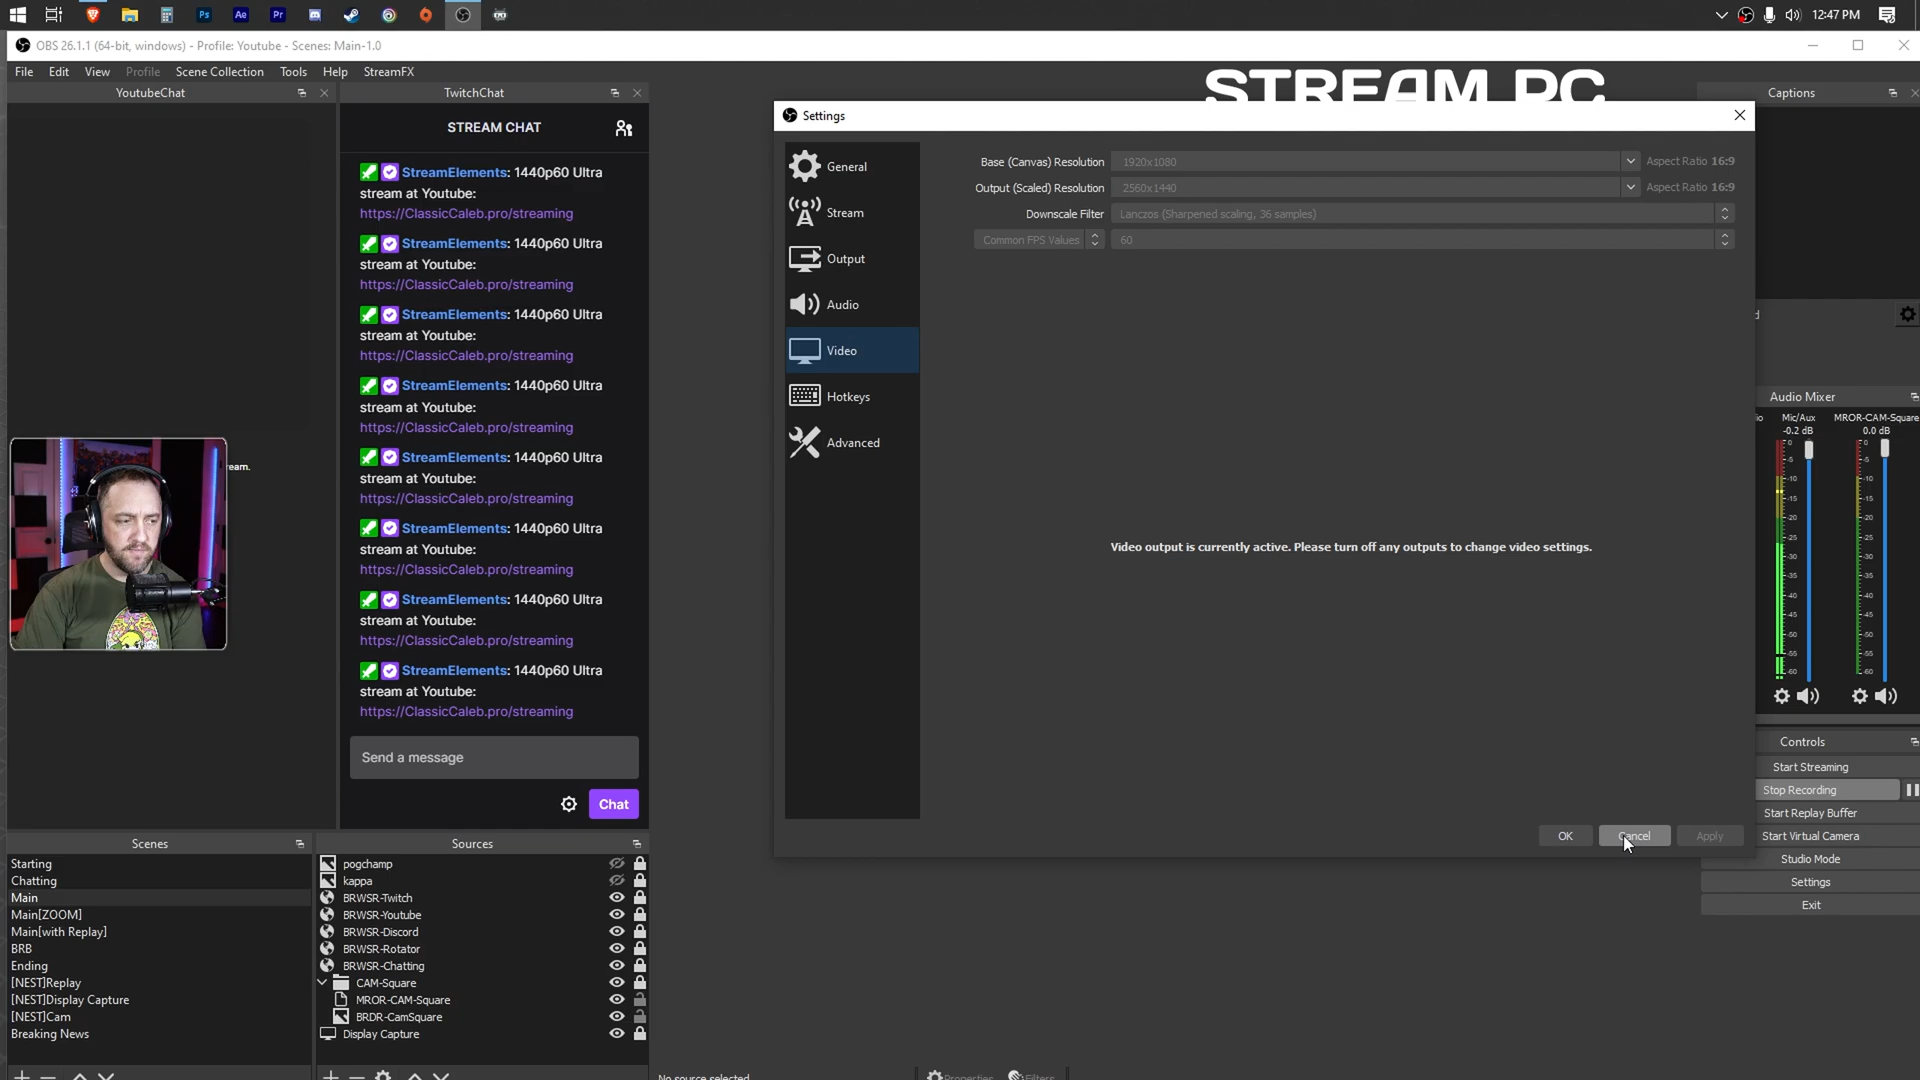 12:47 PM
OBS 26.1.1 (64-bit, windows) - Profile: Youtube - Scenes: Main-1.0
File Edit View Profile Scene Collection Tools Help StreamFX
STREAM PC
YoutubeChat
TwitchChat
Captions
STREAM CHAT
StreamElements: 1440p60 Ultra
stream at Youtube:
https://ClassicCaleb.pro/streaming
StreamElements: 1440p60 Ultra
stream at Youtube:
https://ClassicCaleb.pro/streaming
StreamElements: 1440p60 Ultra
stream at Youtube:
https://ClassicCaleb.pro/streaming
StreamElements: 1440p60 Ultra
stream at Youtube:
https://ClassicCaleb.pro/streaming
StreamElements: 1440p60 Ultra
stream at Youtube:
https://ClassicCaleb.pro/streaming
StreamElements: 1440p60 Ultra
stream at Youtube:
https://ClassicCaleb.pro/streaming
StreamElements: 1440p60 Ultra
stream at Youtube:
https://ClassicCaleb.pro/streaming
StreamElements: 1440p60 Ultra
stream at Youtube:
https://ClassicCaleb.pro/streaming
Send a message
Chat
Settings
General
Stream
Output
Audio
Video
Hotkeys
Advanced
Base (Canvas) Resolution 1920x1080 Aspect Ratio 16:9
Output (Scaled) Resolution 2560x1440 Aspect Ratio 16:9
Downscale Filter Lanczos (Sharpened scaling, 36 samples)
Common FPS Values 60
Video output is currently active. Please turn off any outputs to change video settings.
OK Cancel Apply
Audio Mixer
Mic/Aux MROR-CAM-Square
-0.2 dB 0.0 dB
Controls
Start Streaming
Stop Recording
Start Replay Buffer
Start Virtual Camera
Studio Mode
Settings
Exit
Scenes
Starting
Chatting
Main
Main[ZOOM]
Main[with Replay]
BRB
Ending
[NEST]Replay
[NEST]Display Capture
[NEST]Cam
Breaking News
Sources
pogchamp
kappa
BRWSR-Twitch
BRWSR-Youtube
BRWSR-Discord
BRWSR-Rotator
BRWSR-Chatting
CAM-Square
MROR-CAM-Square
BRDR-CamSquare
Display Capture
No source selected
Properties Filters